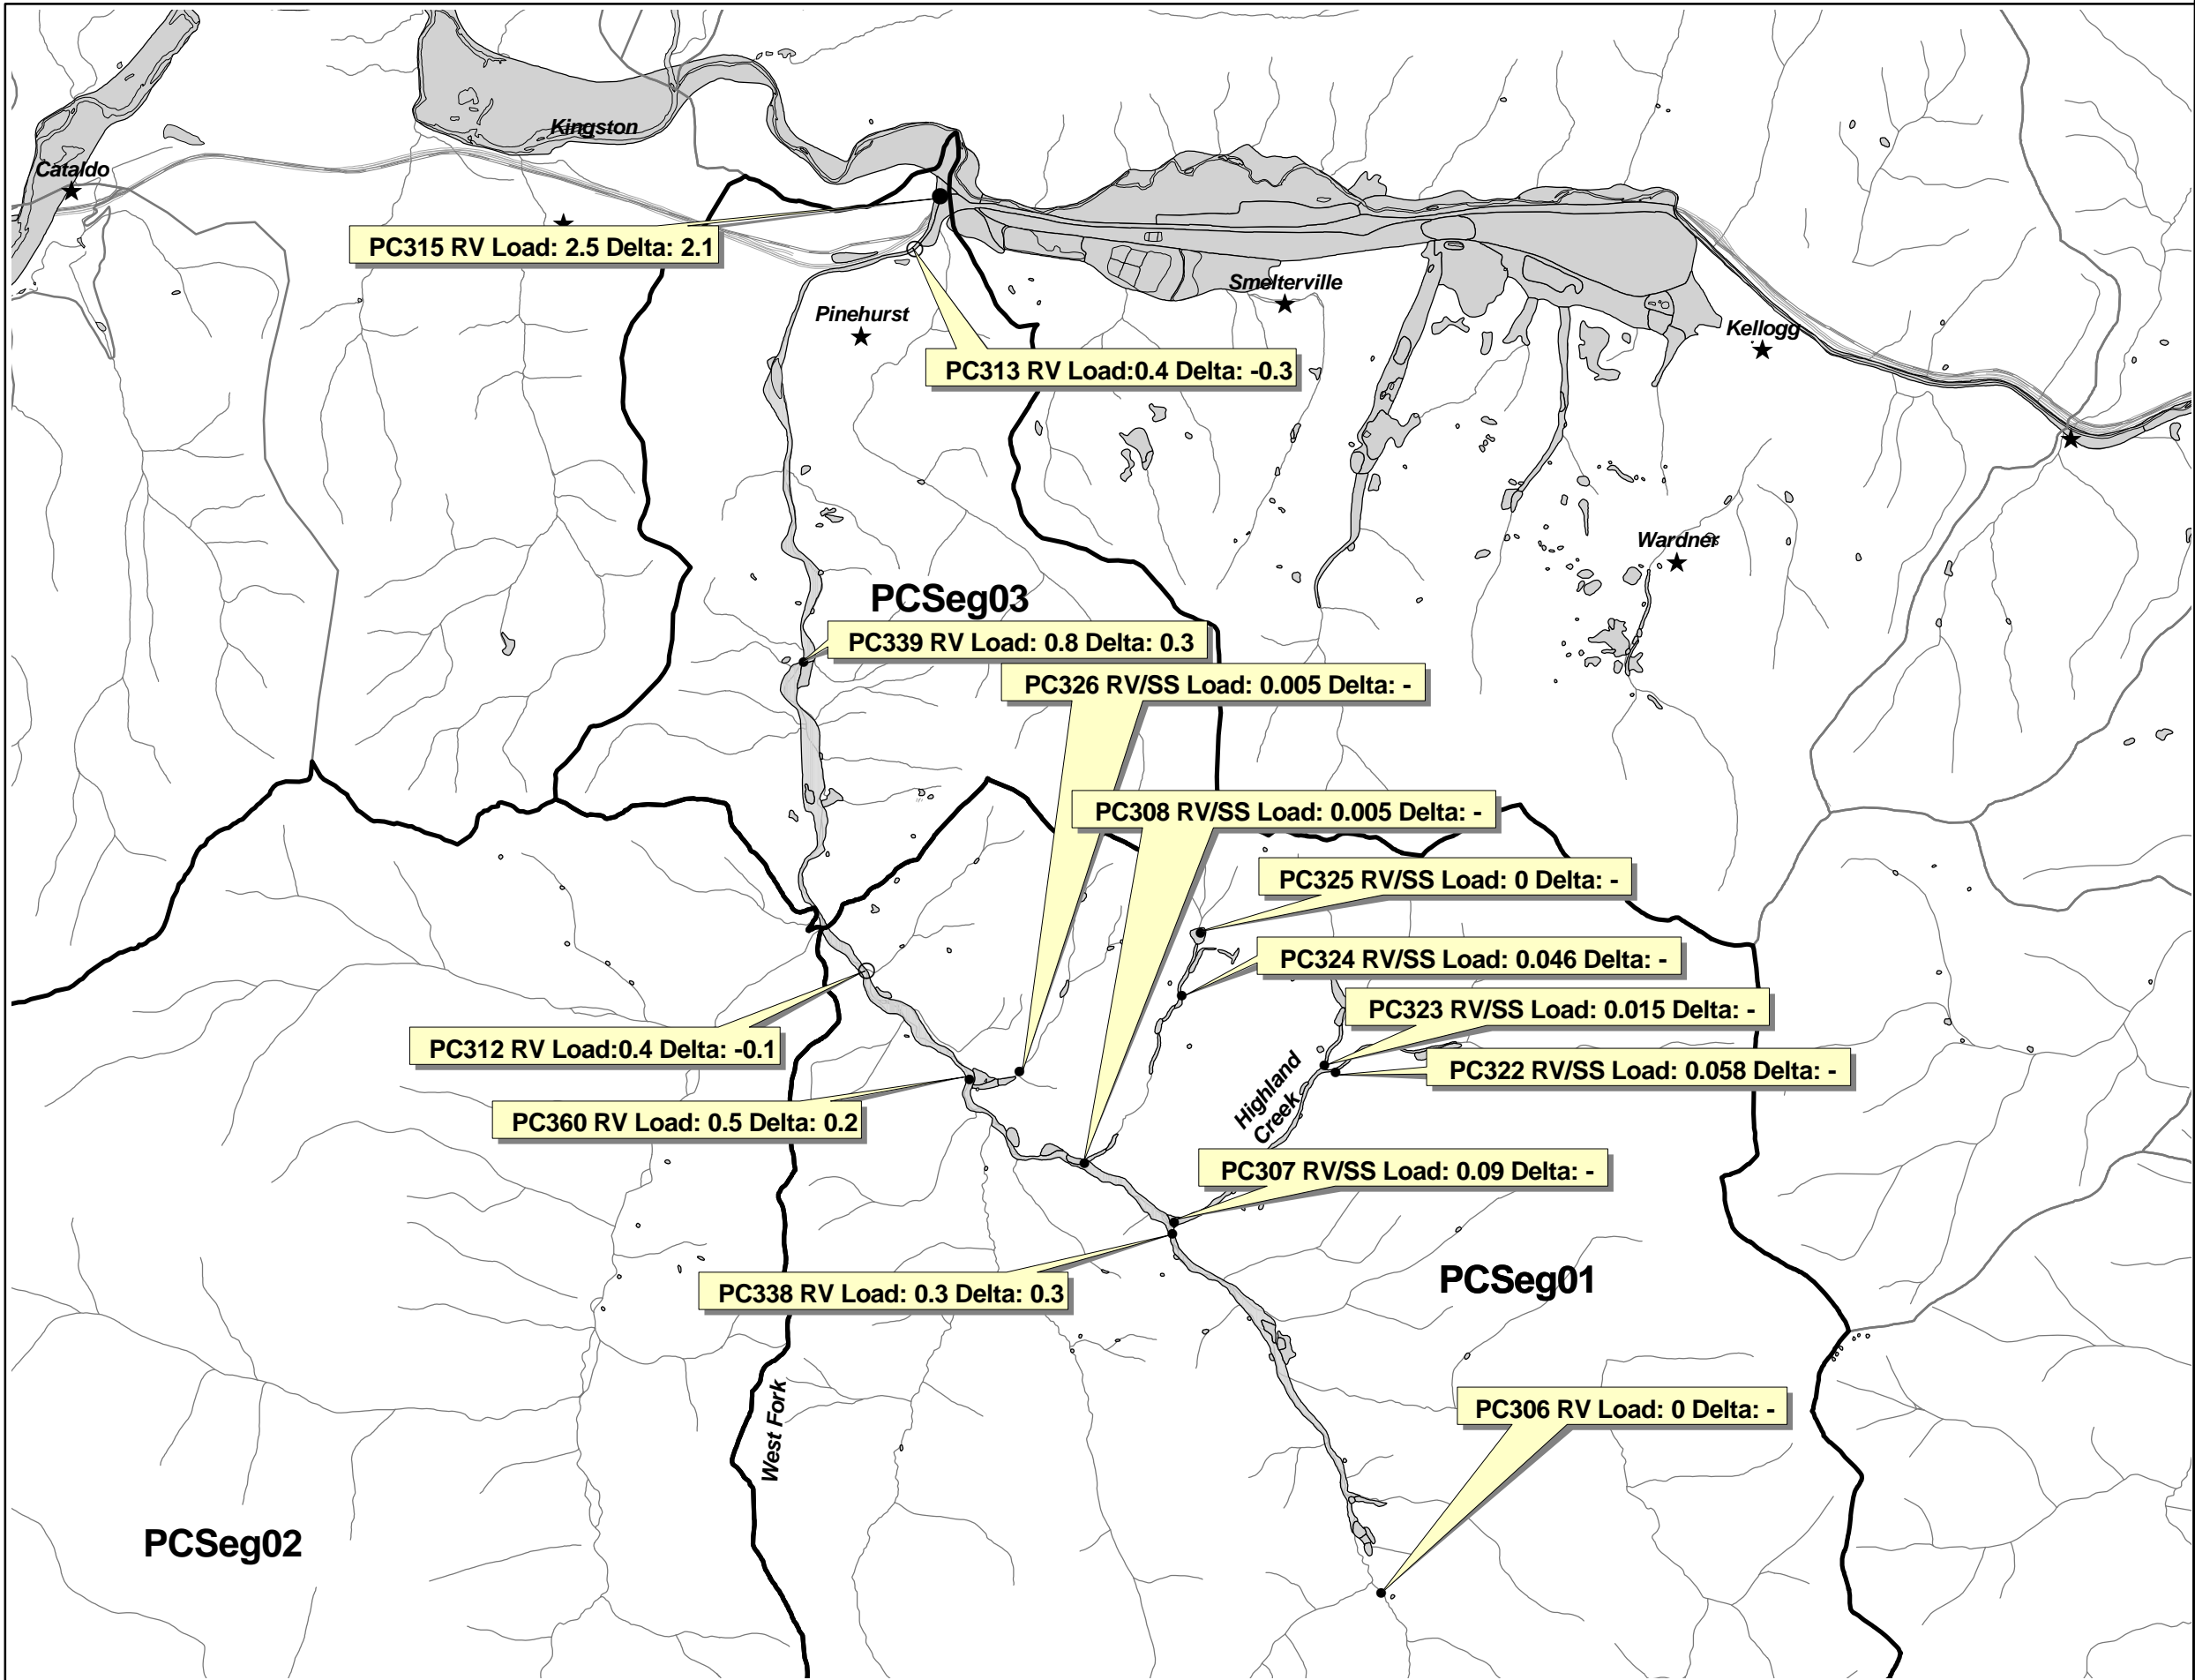 Kingston
Cataldo
PC315 RV Load: 2.5 Delta: 2.1
Smelterville
Pinehurst
Kellogg
PC313 RV Load:0.4 Delta: -0.3
Wardner
PCSeg03
PC339 RV Load: 0.8 Delta: 0.3
PC326 RV/SS Load: 0.005 Delta: -
PC308 RV/SS Load: 0.005 Delta: -
PC325 RV/SS Load: 0 Delta: -
PC324 RV/SS Load: 0.046 Delta: -
PC323 RV/SS Load: 0.015 Delta: -
PC312 RV Load:0.4 Delta: -0.1
PC322 RV/SS Load: 0.058 Delta: -
Highland
Creek
PC360 RV Load: 0.5 Delta: 0.2
PC307 RV/SS Load: 0.09 Delta: -
PCSeg01
PC338 RV Load: 0.3 Delta: 0.3
West Fork
PC306 RV Load: 0 Delta: -
PCSeg02